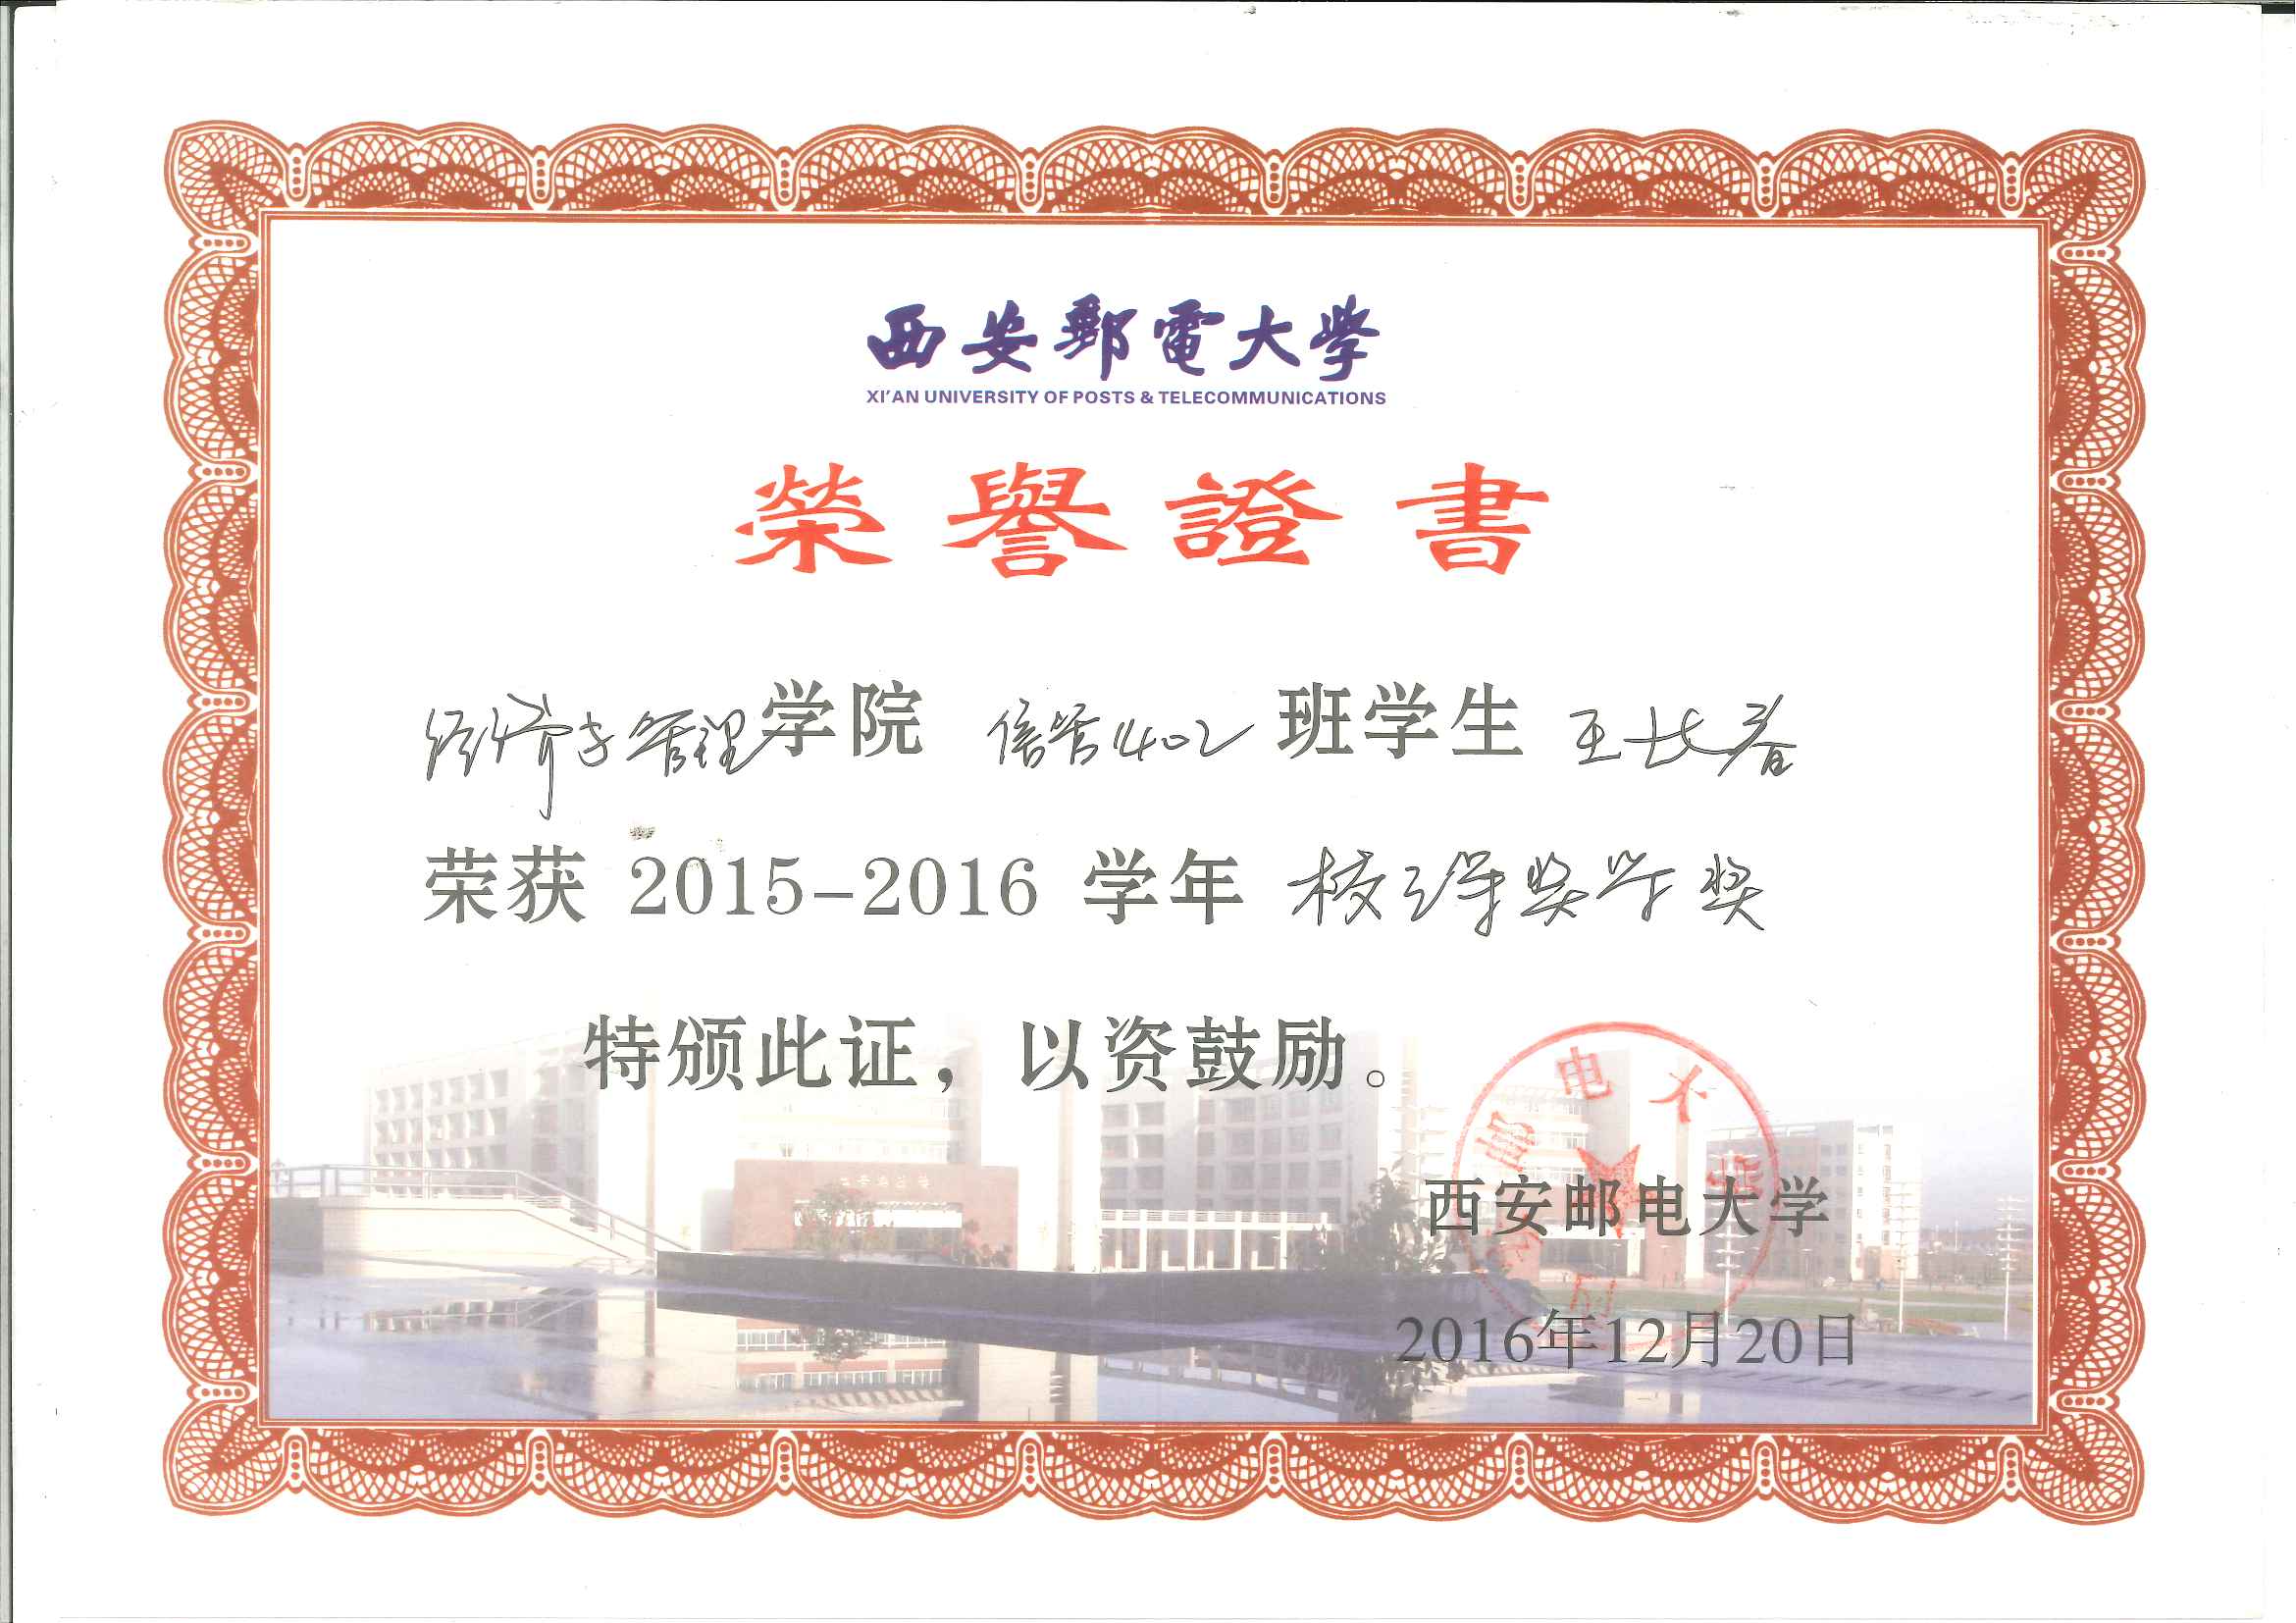 西安郵電大學
XI'AN UNIVERSITY OF POSTS & TELECOMMUNICATIONS
榮譽證書
经济与管理学院 信管1402班学生 王长春
荣获 2015-2016 学年 校三等奖学奖
特颁此证，以资鼓励。
西安邮电大学
2016年12月20日